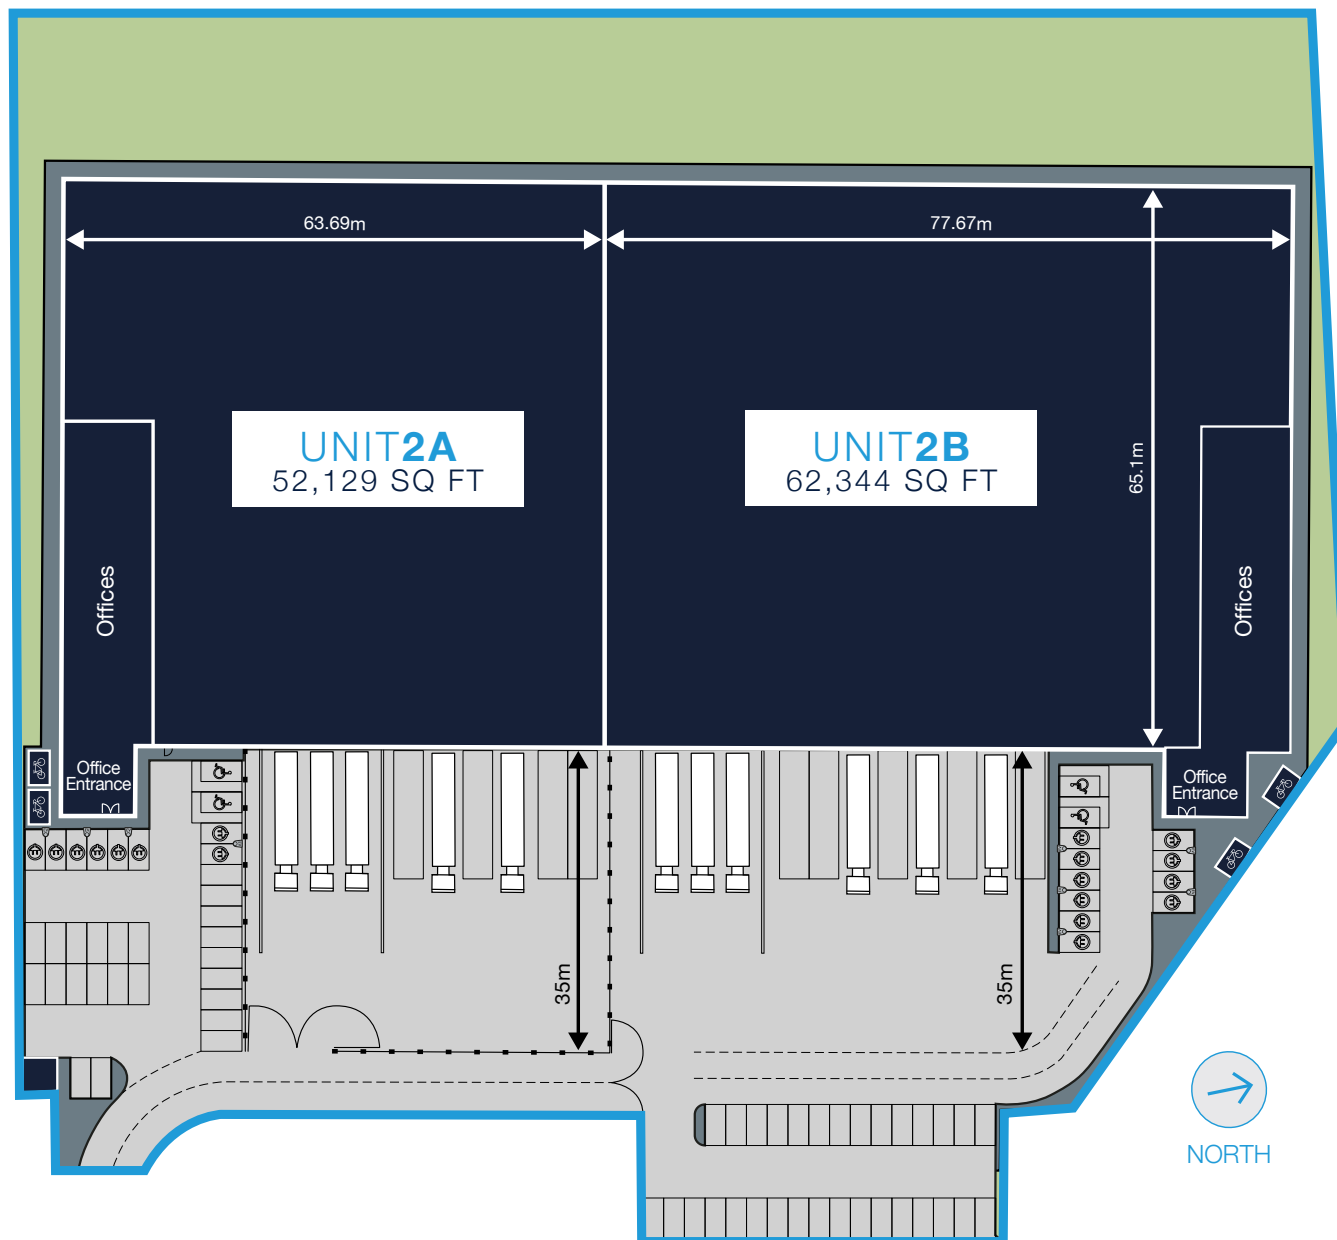 63.69m
77.67m
UNIT2A
52,129 SQ FT
UNIT2B
62,344 SQ FT
65.1m
Offices
Offices
Office
Entrance
Office
Entrance
35m
35m
NORTH